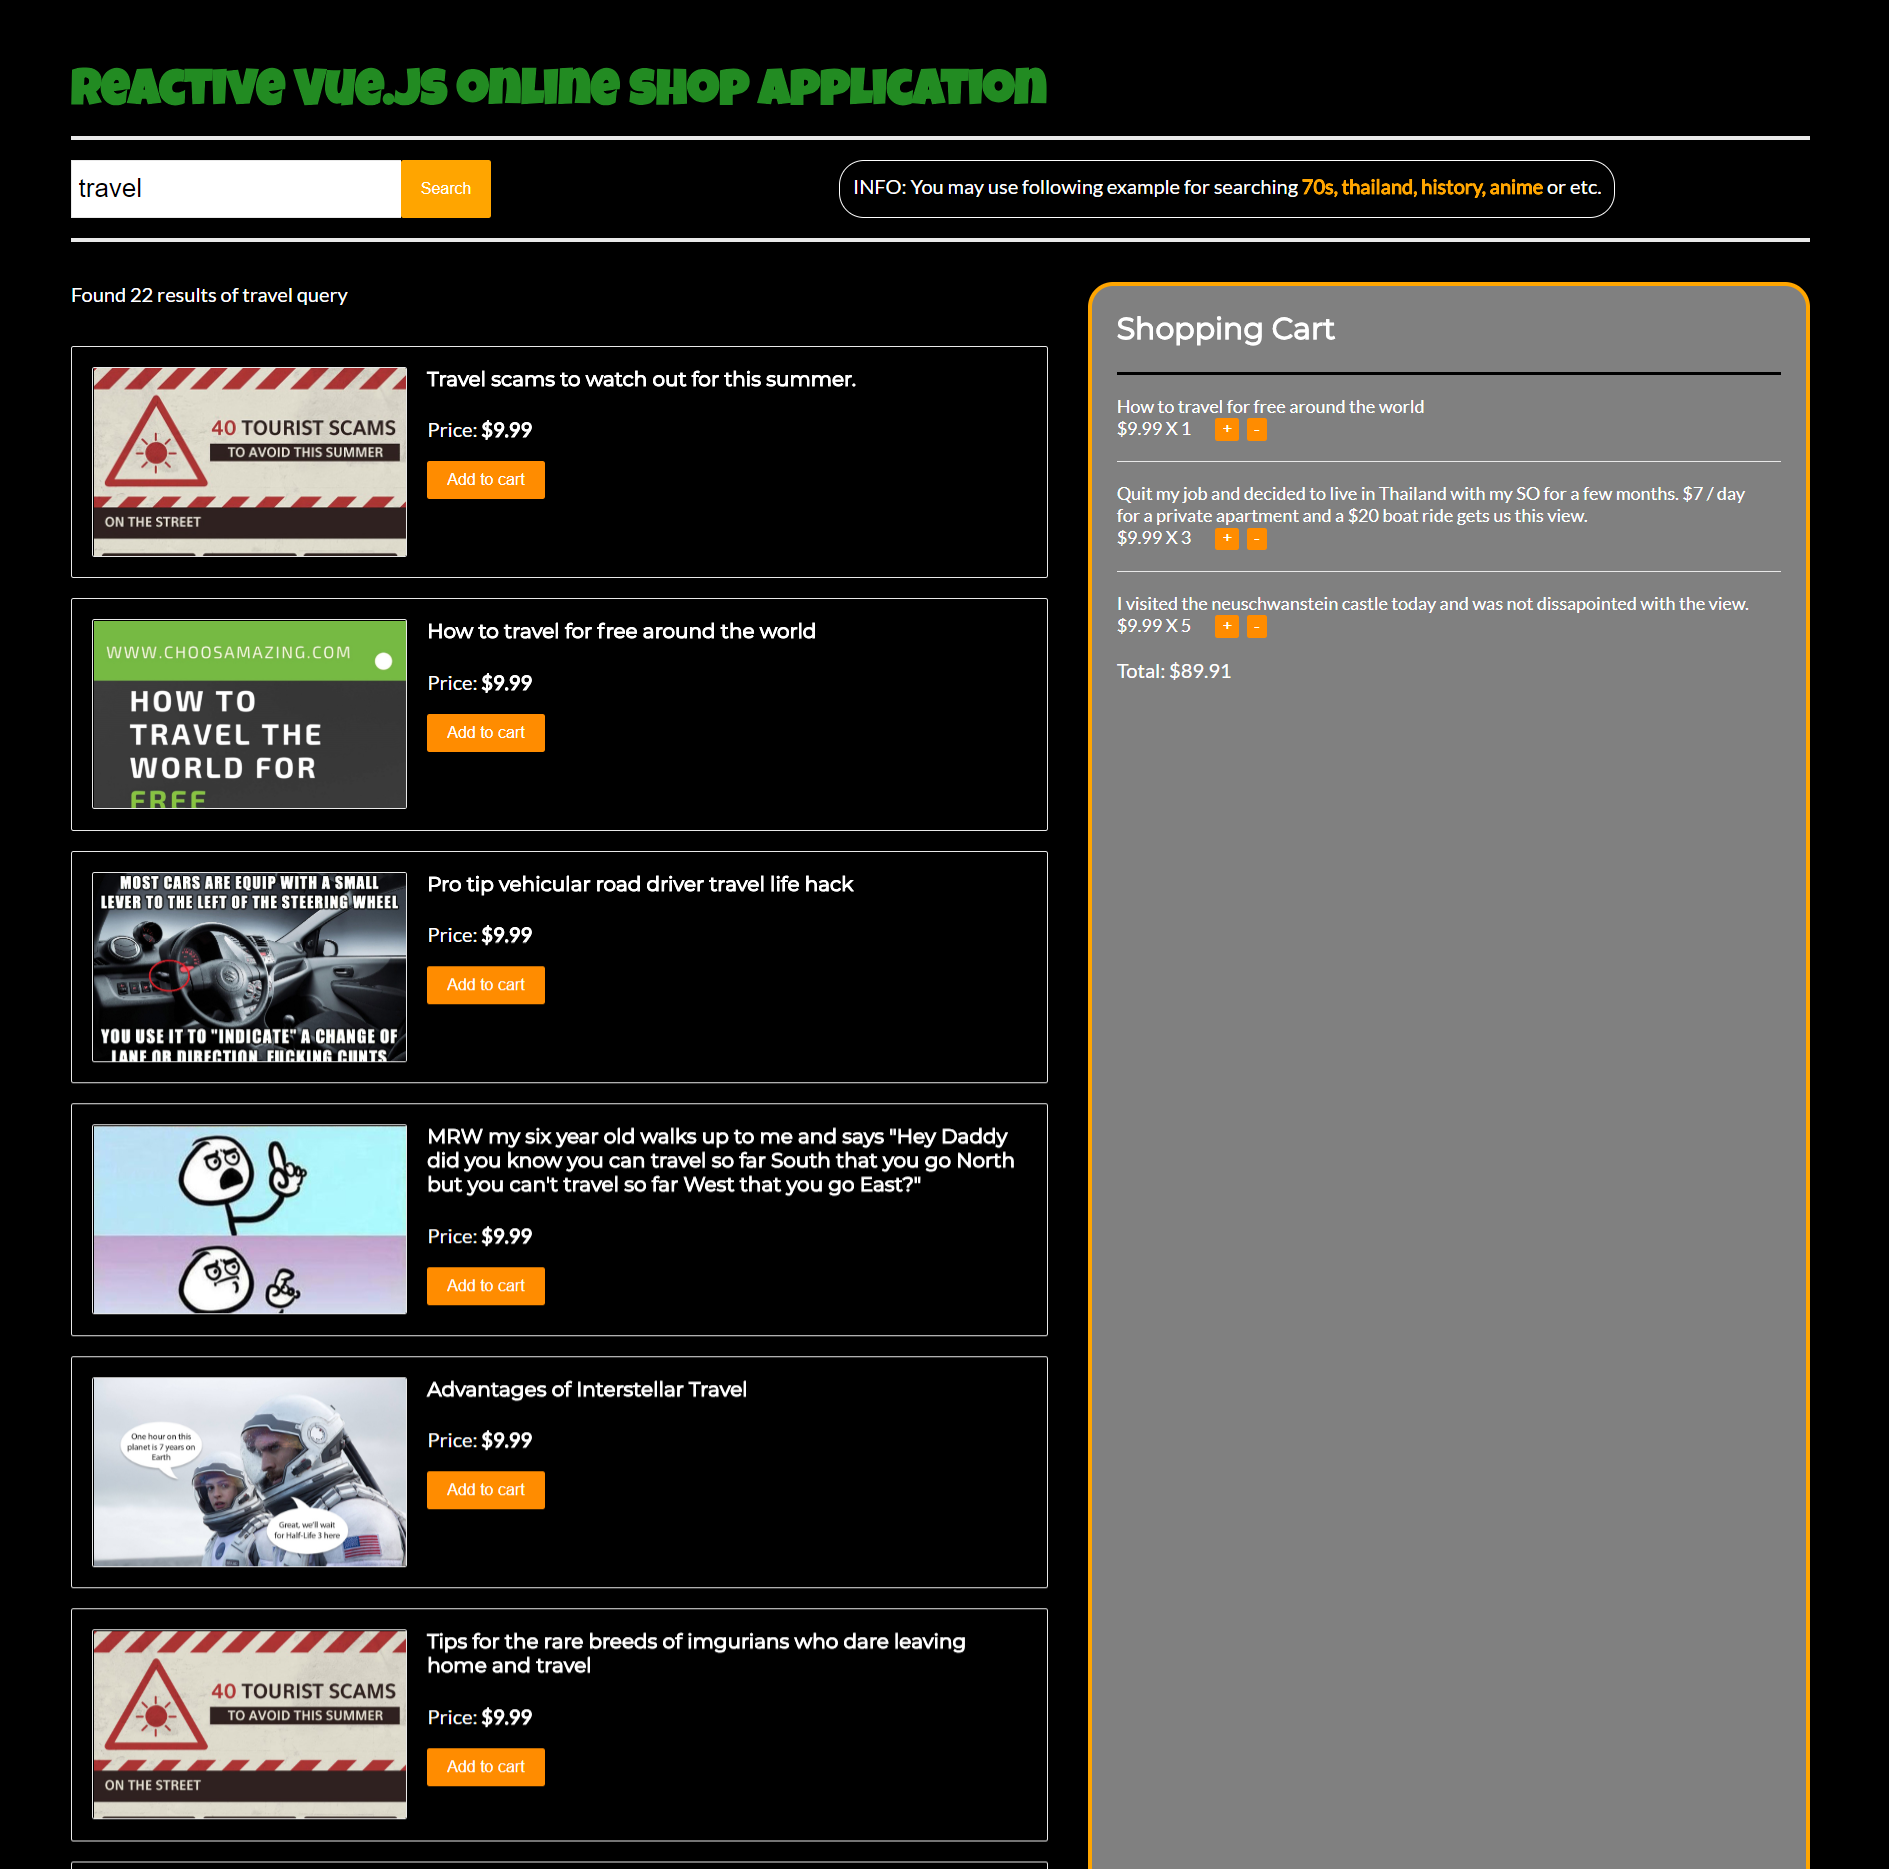 Reactive Vue.js Online Shop Application
travel
Search
INFO: You may use following example for searching 70s, thailand, history, anime or etc.
Found 22 results of travel query
40 TOURIST SCAMS
TO AVOID THIS SUMMER
ON THE STREET
Travel scams to watch out for this summer.
Price: $9.99
Add to cart
WWW.CHOOSAMAZING.COM
HOW TO
TRAVEL THE
WORLD FOR
FREE
How to travel for free around the world
Price: $9.99
Add to cart
MOST CARS ARE EQUIP WITH A SMALL
LEVER TO THE LEFT OF THE STEERING WHEEL
YOU USE IT TO "INDICATE" A CHANGE OF
LANE OR DIRECTION, FUCKING CUNTS
Pro tip vehicular road driver travel life hack
Price: $9.99
Add to cart
MRW my six year old walks up to me and says "Hey Daddy
did you know you can travel so far South that you go North
but you can't travel so far West that you go East?"
Price: $9.99
Add to cart
One hour on this
planet is 7 years on
Earth
Great, we'll wait
for Half-Life 3 here
Advantages of Interstellar Travel
Price: $9.99
Add to cart
40 TOURIST SCAMS
TO AVOID THIS SUMMER
ON THE STREET
Tips for the rare breeds of imgurians who dare leaving
home and travel
Price: $9.99
Add to cart
Shopping Cart
How to travel for free around the world
$9.99 X 1 + -
Quit my job and decided to live in Thailand with my SO for a few months. $7 / day
for a private apartment and a $20 boat ride gets us this view.
$9.99 X 3 + -
I visited the neuschwanstein castle today and was not dissapointed with the view.
$9.99 X 5 + -
Total: $89.91